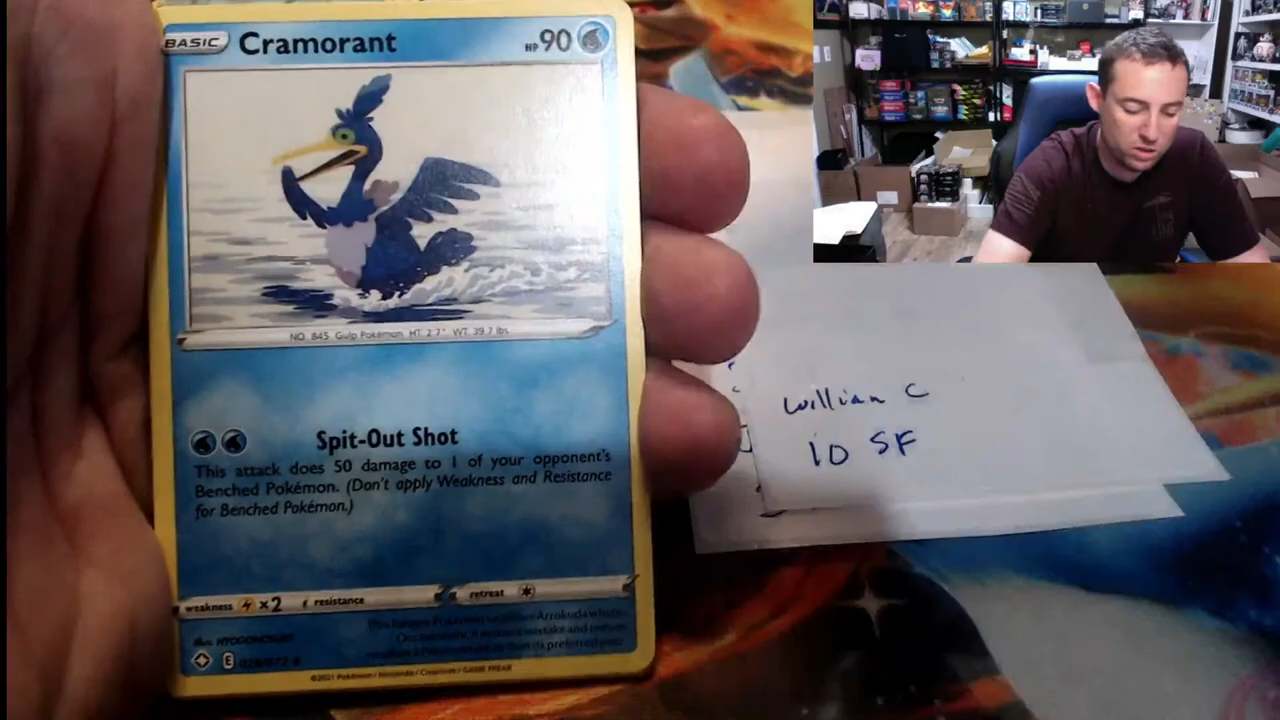 BASIC Cramorant HP 90
NO. 845 Gulp Pokémon HT: 2'7" WT: 39.7 lbs.
Spit-Out Shot
This attack does 50 damage to 1 of your opponent's
Benched Pokémon. (Don't apply Weakness and Resistance
for Benched Pokémon.)
weakness ×2 resistance retreat
E 028/072
©2021 Pokémon / Nintendo / Creatures / GAME FREAK
William C
10 SF